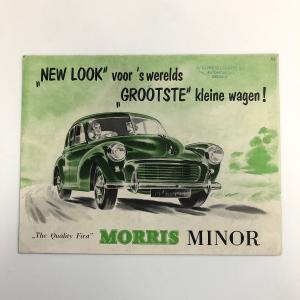 „NEW LOOK” voor 's werelds
„GROOTSTE” kleine wagen!
„The Quality First”
MORRIS MINOR